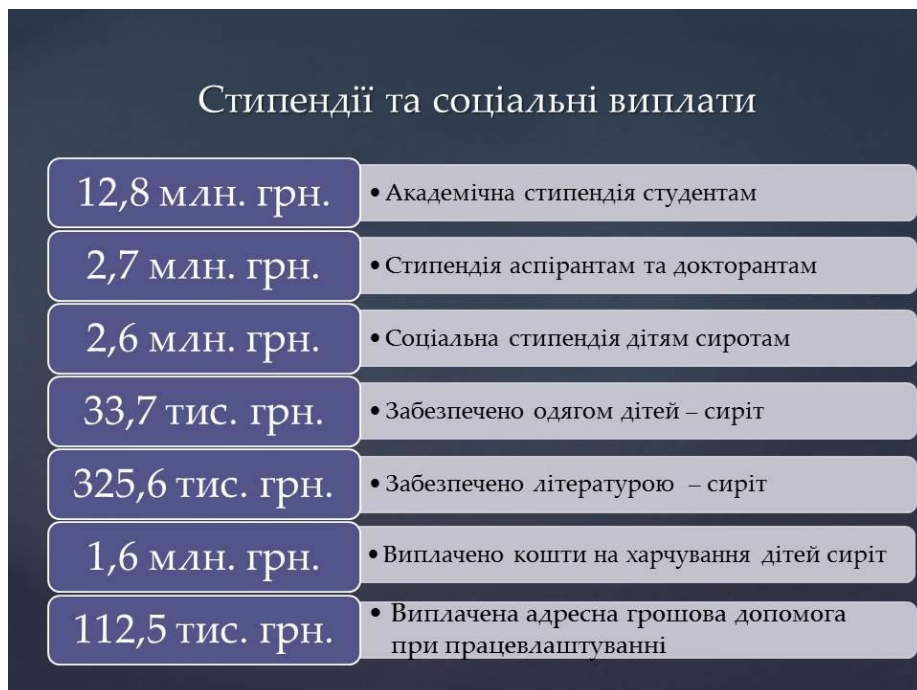 Стипендії та соціальні виплати
12,8 млн. грн.
• Академічна стипендія студентам
2,7 млн. грн.
• Стипендія аспірантам та докторантам
2,6 млн. грн.
• Соціальна стипендія дітям сиротам
33,7 тис. грн.
• Забезпечено одягом дітей – сиріт
325,6 тис. грн.
• Забезпечено літературою – сиріт
1,6 млн. грн.
• Виплачено кошти на харчування дітей сиріт
112,5 тис. грн.
• Виплачена адресна грошова допомога
при працевлаштуванні